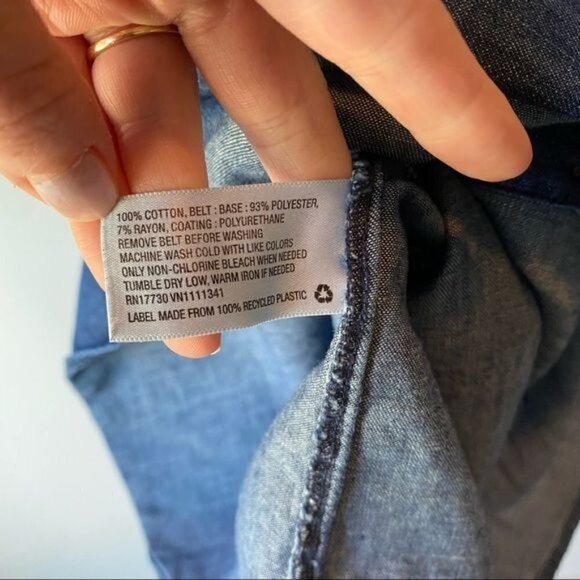 100% COTTON, BELT : BASE : 93% POLYESTER,
7% RAYON, COATING : POLYURETHANE
REMOVE BELT BEFORE WASHING
MACHINE WASH COLD WITH LIKE COLORS
ONLY NON-CHLORINE BLEACH WHEN NEEDED
TUMBLE DRY LOW, WARM IRON IF NEEDED
RN17730 VN1111341
LABEL MADE FROM 100% RECYCLED PLASTIC